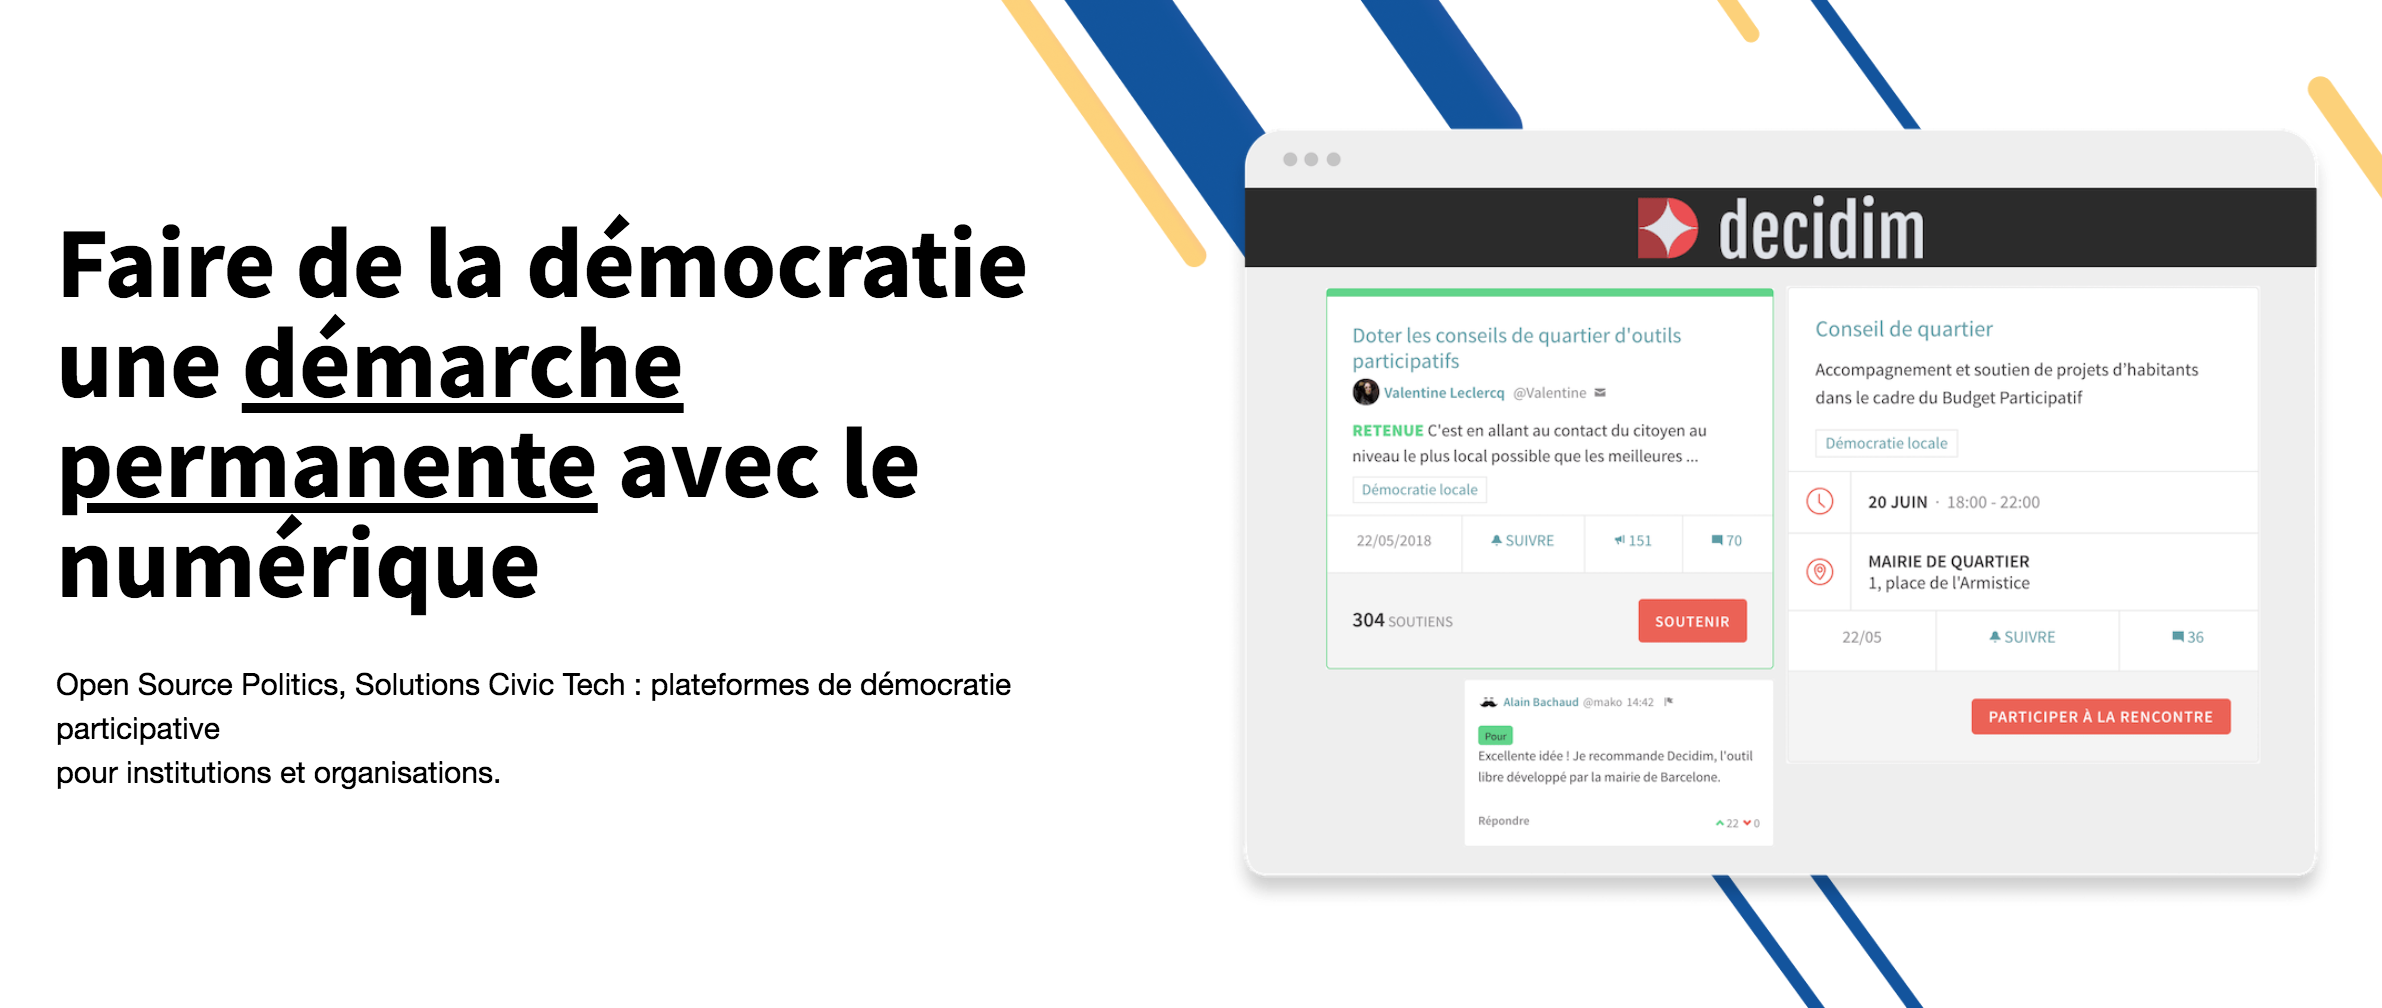 Faire de la démocratie
une démarche
permanente avec le
numérique
Open Source Politics, Solutions Civic Tech : plateformes de démocratie
participative
pour institutions et organisations.
decidim
Doter les conseils de quartier d'outils
participatifs
Valentine Leclercq @Valentine
RETENUE C'est en allant au contact du citoyen au
niveau le plus local possible que les meilleures ...
Démocratie locale
22/05/2018 SUIVRE 151 70
304 SOUTIENS SOUTENIR
Alain Bachaud @mako 14:42
Pour
Excellente idée ! Je recommande Decidim, l'outil
libre développé par la mairie de Barcelone.
Répondre 22 0
Conseil de quartier
Accompagnement et soutien de projets d'habitants
dans le cadre du Budget Participatif
Démocratie locale
20 JUIN · 18:00 - 22:00
MAIRIE DE QUARTIER
1, place de l'Armistice
22/05 SUIVRE 36
PARTICIPER À LA RENCONTRE